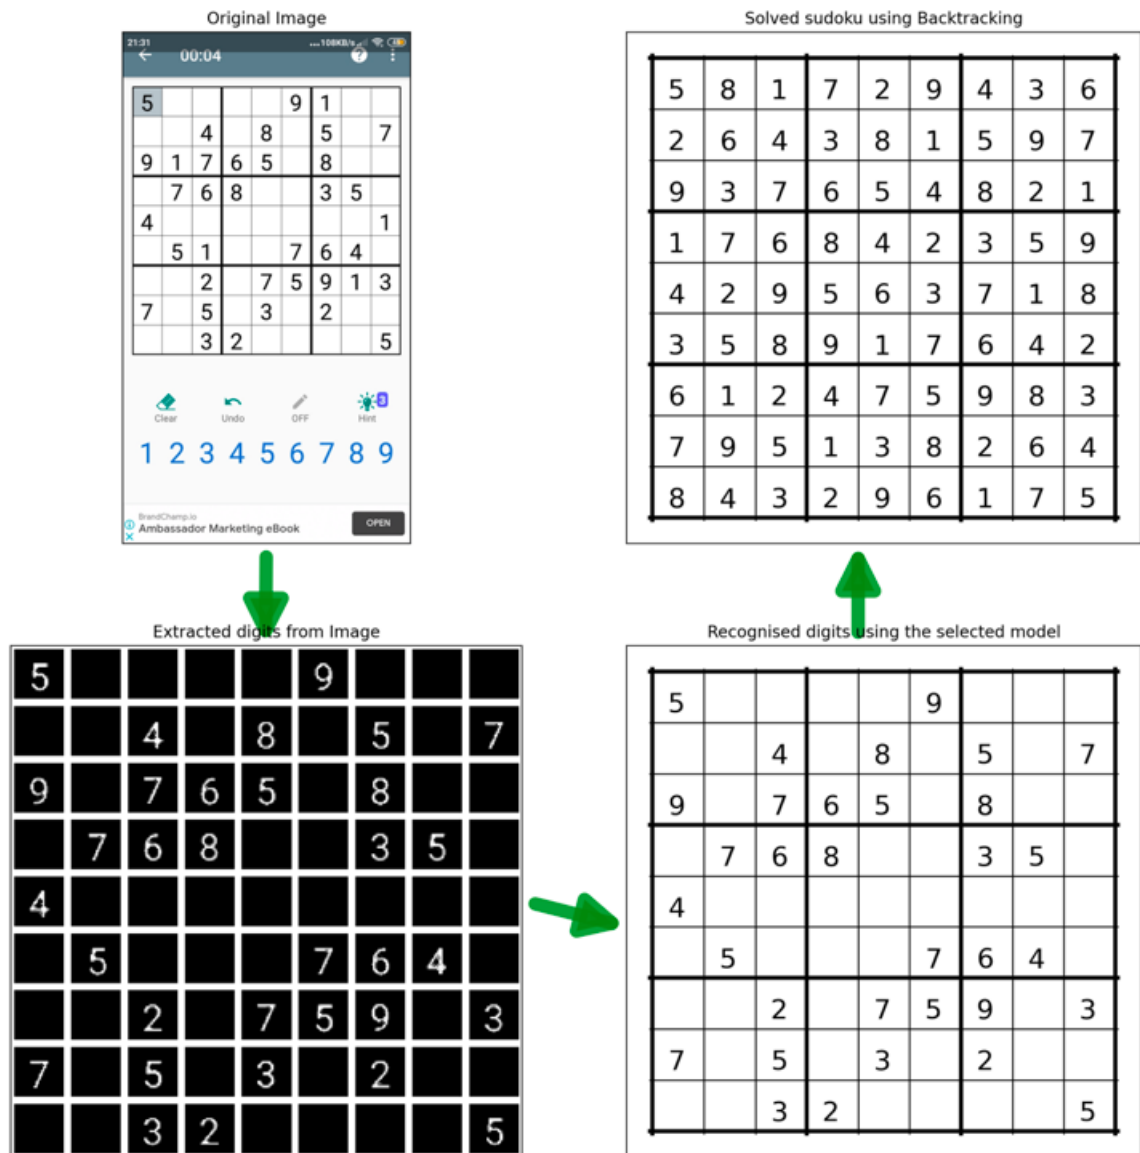 Original Image
21:31 ...108KB/s
00:04 ?
5 9 1
4 8 5 7
9 1 7 6 5 8
7 6 8 3 5
4 1
5 1 7 6 4
2 7 5 9 1 3
7 5 3 2
3 2 5
3
Clear Undo OFF Hint
1 2 3 4 5 6 7 8 9
BrandChamp.io
Ambassador Marketing eBook OPEN
Solved sudoku using Backtracking
5 8 1 7 2 9 4 3 6
2 6 4 3 8 1 5 9 7
9 3 7 6 5 4 8 2 1
1 7 6 8 4 2 3 5 9
4 2 9 5 6 3 7 1 8
3 5 8 9 1 7 6 4 2
6 1 2 4 7 5 9 8 3
7 9 5 1 3 8 2 6 4
8 4 3 2 9 6 1 7 5
Extracted digits from Image
5 9
4 8 5 7
9 7 6 5 8
7 6 8 3 5
4
5 7 6 4
2 7 5 9 3
7 5 3 2
3 2 5
Recognised digits using the selected model
5 9
4 8 5 7
9 7 6 5 8
7 6 8 3 5
4
5 7 6 4
2 7 5 9 3
7 5 3 2
3 2 5